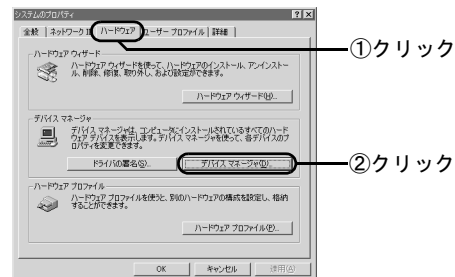 システムのプロパティ
全般 ネットワーク I ハードウェア ユーザー プロファイル 詳細
①クリック
ハードウェア ウィザード
ハードウェア ウィザードを使って、ハードウェアのインストール、アンインストー
ル、削除、修復、取り外し、および設定ができます。
ハードウェア ウィザード(H)...
デバイス マネージャ
デバイス マネージャは、コンピュータにインストールされているすべてのハード
ウェア デバイスを表示します。デバイス マネージャを使って、各デバイスのプ
ロパティを変更できます。
ドライバの署名(S)... デバイス マネージャ(D)...
②クリック
ハードウェア プロファイル
ハードウェア プロファイルを使うと、別のハードウェアの構成を設定し、格納
することができます。
ハードウェア プロファイル(P)...
OK キャンセル 適用(A)